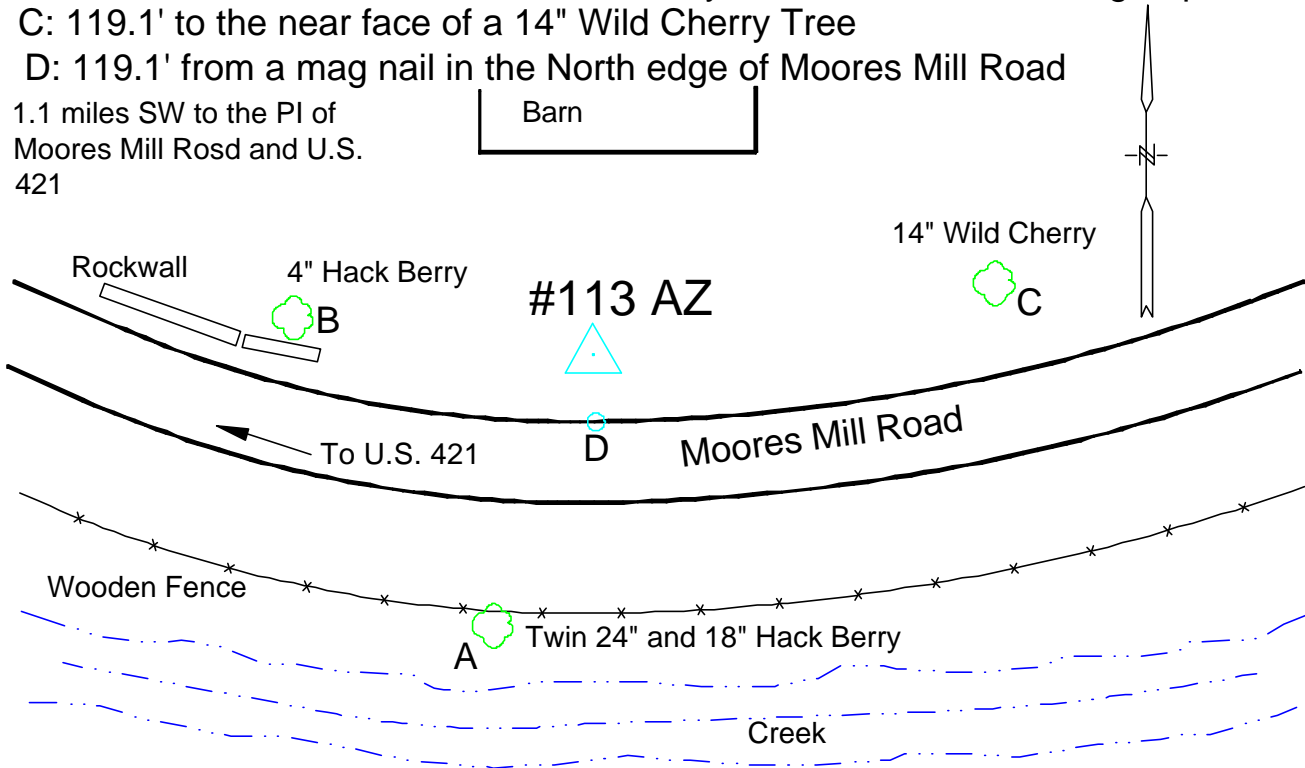 C: 119.1' to the near face of a 14" Wild Cherry Tree
D: 119.1' from a mag nail in the North edge of Moores Mill Road
1.1 miles SW to the PI of
Moores Mill Rosd and U.S.
421
Barn
N
14" Wild Cherry
Rockwall
4" Hack Berry
#113 AZ
B
C
To U.S. 421
D
Moores Mill Road
Wooden Fence
A
Twin 24" and 18" Hack Berry
Creek